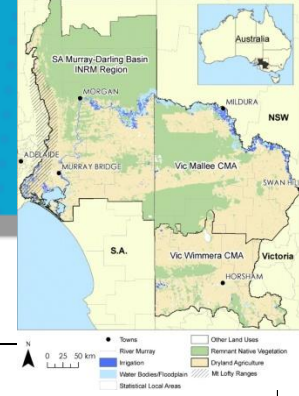 Australia
SA Murray-Darling Basin
INRM Region
MORGAN
MILDURA
NSW
ADELAIDE
MURRAY BRIDGE
Vic Mallee CMA
SWAN HILL
S.A.
Vic Wimmera CMA
Victoria
HORSHAM
N
0 25 50 km
Towns
River Murray
Irrigation
Water Bodies/Floodplain
Statistical Local Areas
Other Land Uses
Remnant Native Vegetation
Dryland Agriculture
Mt Lofty Ranges